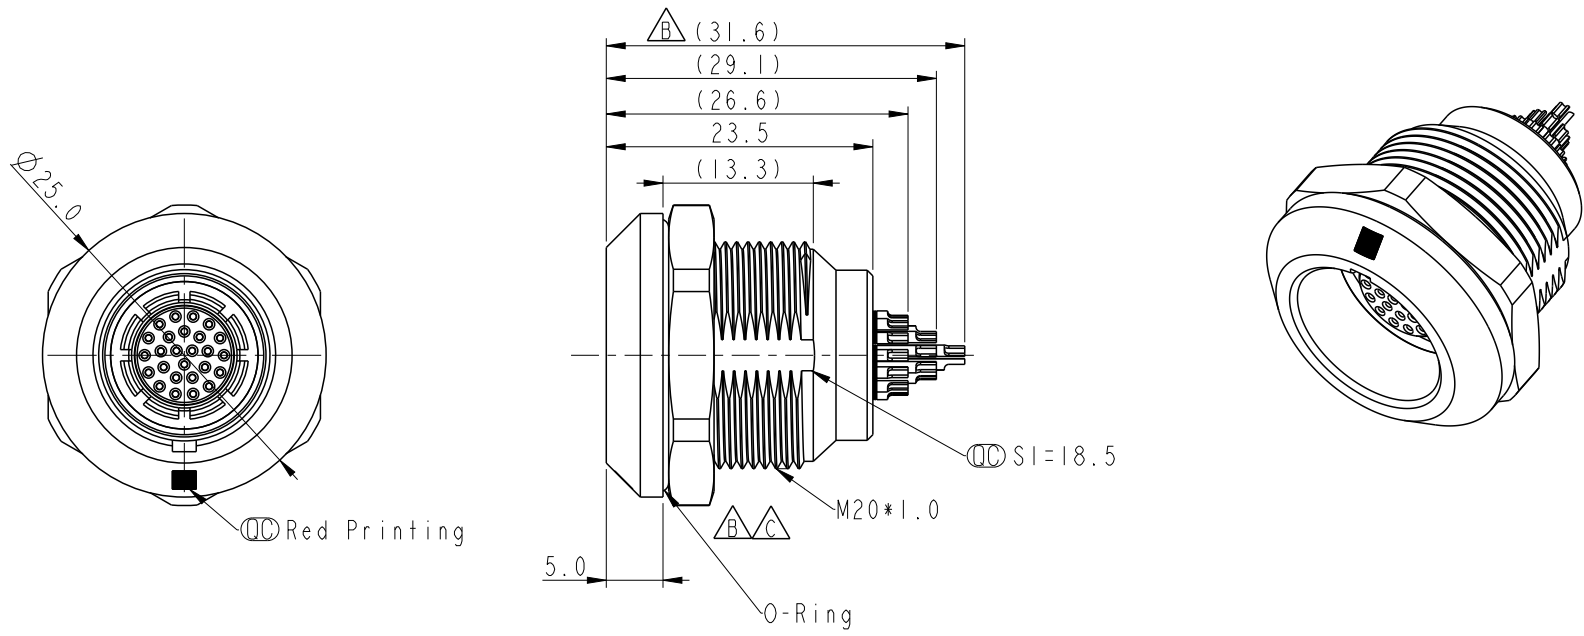 B (31.6)
(29.1)
(26.6)
23.5
(13.3)
Ø25.0
QC S1=18.5
M20*1.0
B C
QC Red Printing
5.0
O-Ring